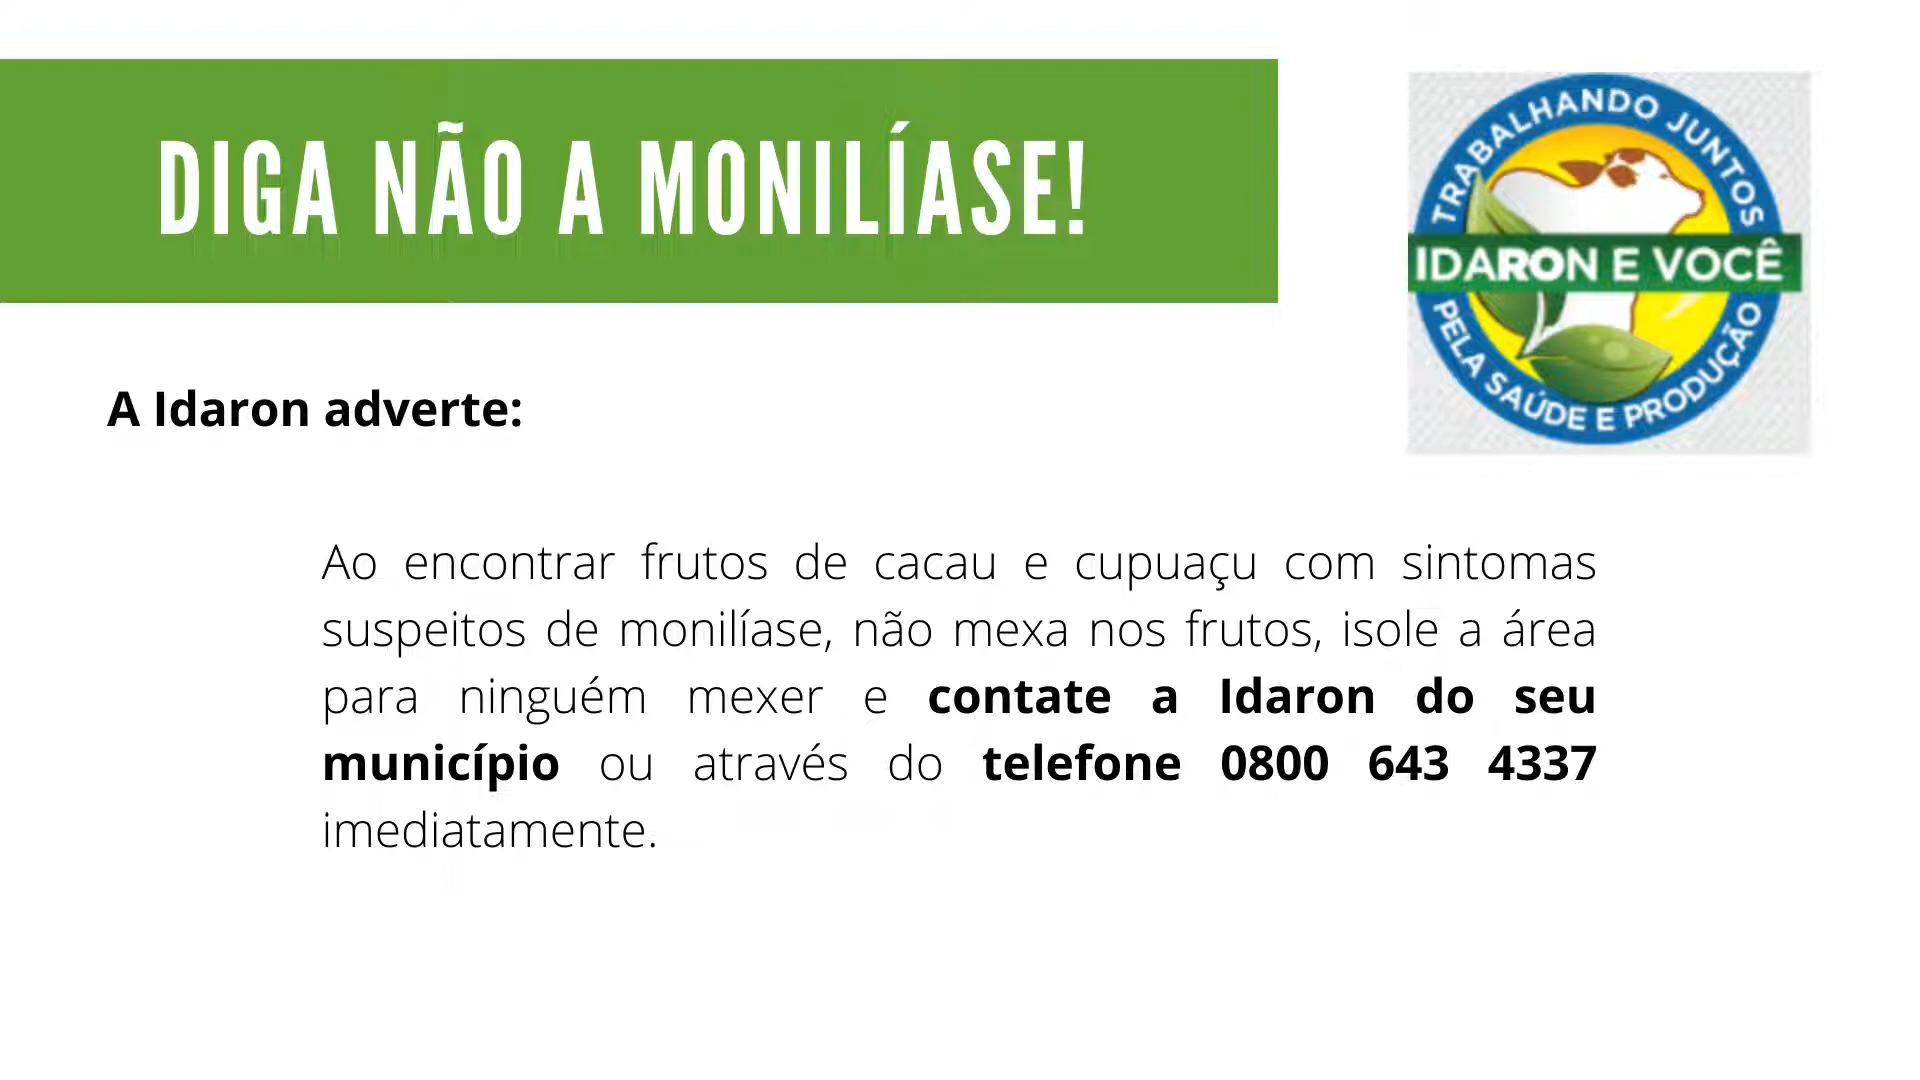 DIGA NÃO A MONILÍASE!
TRABALHANDO JUNTOS
IDARON E VOCÊ
PELA SAÚDE E PRODUÇÃO
A Idaron adverte:
Ao encontrar frutos de cacau e cupuaçu com sintomas
suspeitos de monilíase, não mexa nos frutos, isole a área
para ninguém mexer e contate a Idaron do seu
município ou através do telefone 0800 643 4337
imediatamente.